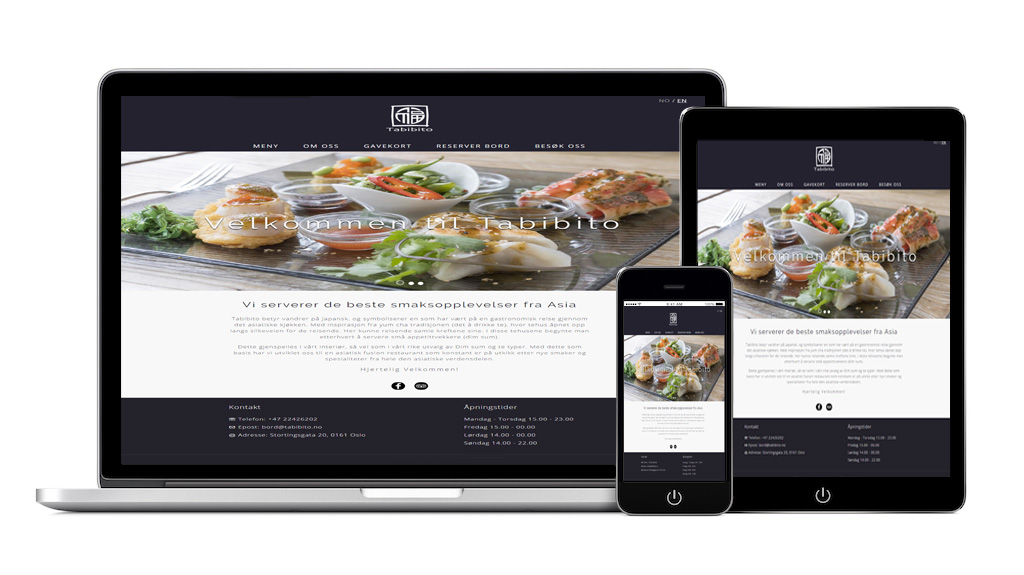 NO / EN
Tabibito
MENY OM OSS GAVEKORT RESERVER BORD BESØK OSS
Velkommen til Tabibito
Vi serverer de beste smaksopplevelser fra Asia
Tabibito betyr vandrer på japansk, og symboliserer en som har vært på en gastronomisk reise gjennom
det asiatiske kjøkken. Med inspirasjon fra yum cha tradisjonen (det å drikke te), hvor tehus åpnet opp
langs silkeveien for de reisende. Her kunne reisende samle kreftene sine. I disse tehusene begynte man
etterhvert å servere små appetittvekkere (dim sum).
Dette gjenspeiles i vårt interiør, så vel som i vårt rike utvalg av Dim sum og te typer. Med dette som
basis har vi utviklet oss til en asiatisk fusion restaurant som konstant er på utkikk etter nye smaker og
spesialiteter fra hele den asiatiske verdensdelen.
Hjertelig Velkommen!
Kontakt
Telefon: +47 22426202
Epost: bord@tabibito.no
Adresse: Stortingsgata 20, 0161 Oslo
Åpningstider
Mandag - Torsdag 15.00 - 23.00
Fredag 15.00 - 00.00
Lørdag 14.00 - 00.00
Søndag 14.00 - 22.00
NO / EN
Tabibito
MENY OM OSS GAVEKORT RESERVER BORD BESØK OSS
Velkommen til Tabibito
Vi serverer de beste smaksopplevelser fra Asia
Hjertelig Velkommen!
Kontakt
Telefon: +47 22426202
Epost: bord@tabibito.no
Adresse: Stortingsgata 20, 0161 Oslo
Åpningstider
Mandag - Torsdag 15.00 - 23.00
Fredag 15.00 - 00.00
Lørdag 14.00 - 00.00
Søndag 14.00 - 22.00
9:41 AM
100%
Velkommen til Tabibito
Vi serverer de beste smaksopplevelser fra Asia